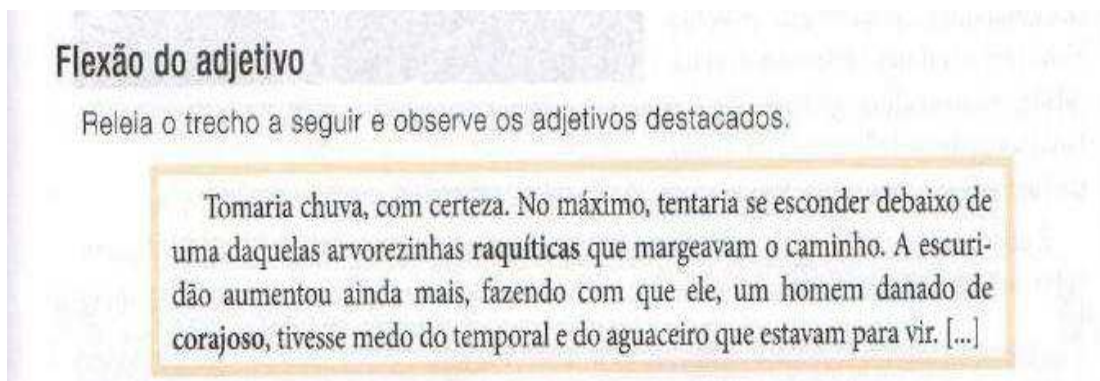 Flexão do adjetivo
Releia o trecho a seguir e observe os adjetivos destacados.
Tomaria chuva, com certeza. No máximo, tentaria se esconder debaixo de
uma daquelas arvorezinhas raquíticas que margeavam o caminho. A escuri-
dão aumentou ainda mais, fazendo com que ele, um homem danado de
corajoso, tivesse medo do temporal e do aguaceiro que estavam para vir. [...]